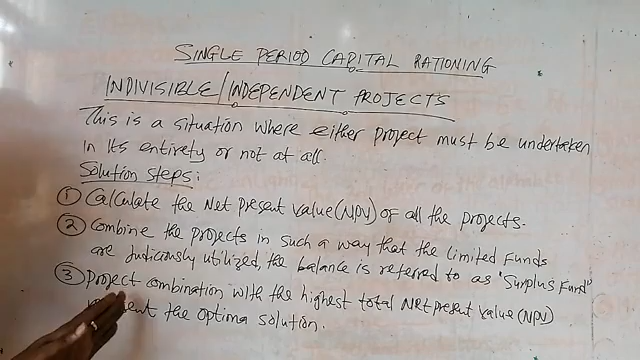 SINGLE PERIOD CAPITAL RATIONING
INDIVISIBLE/INDEPENDENT PROJECTS
This is a situation where either project must be undertaken
in its entirety or not at all.
Solution Steps:
① Calculate the Net Present value (NPV) of all the projects.
② Combine the projects in such a way that the limited Funds
are judiciously utilized, the balance is referred to as "Surplus Fund"
③ Project combination with the highest total Net present value (NPV)
the optima solution.